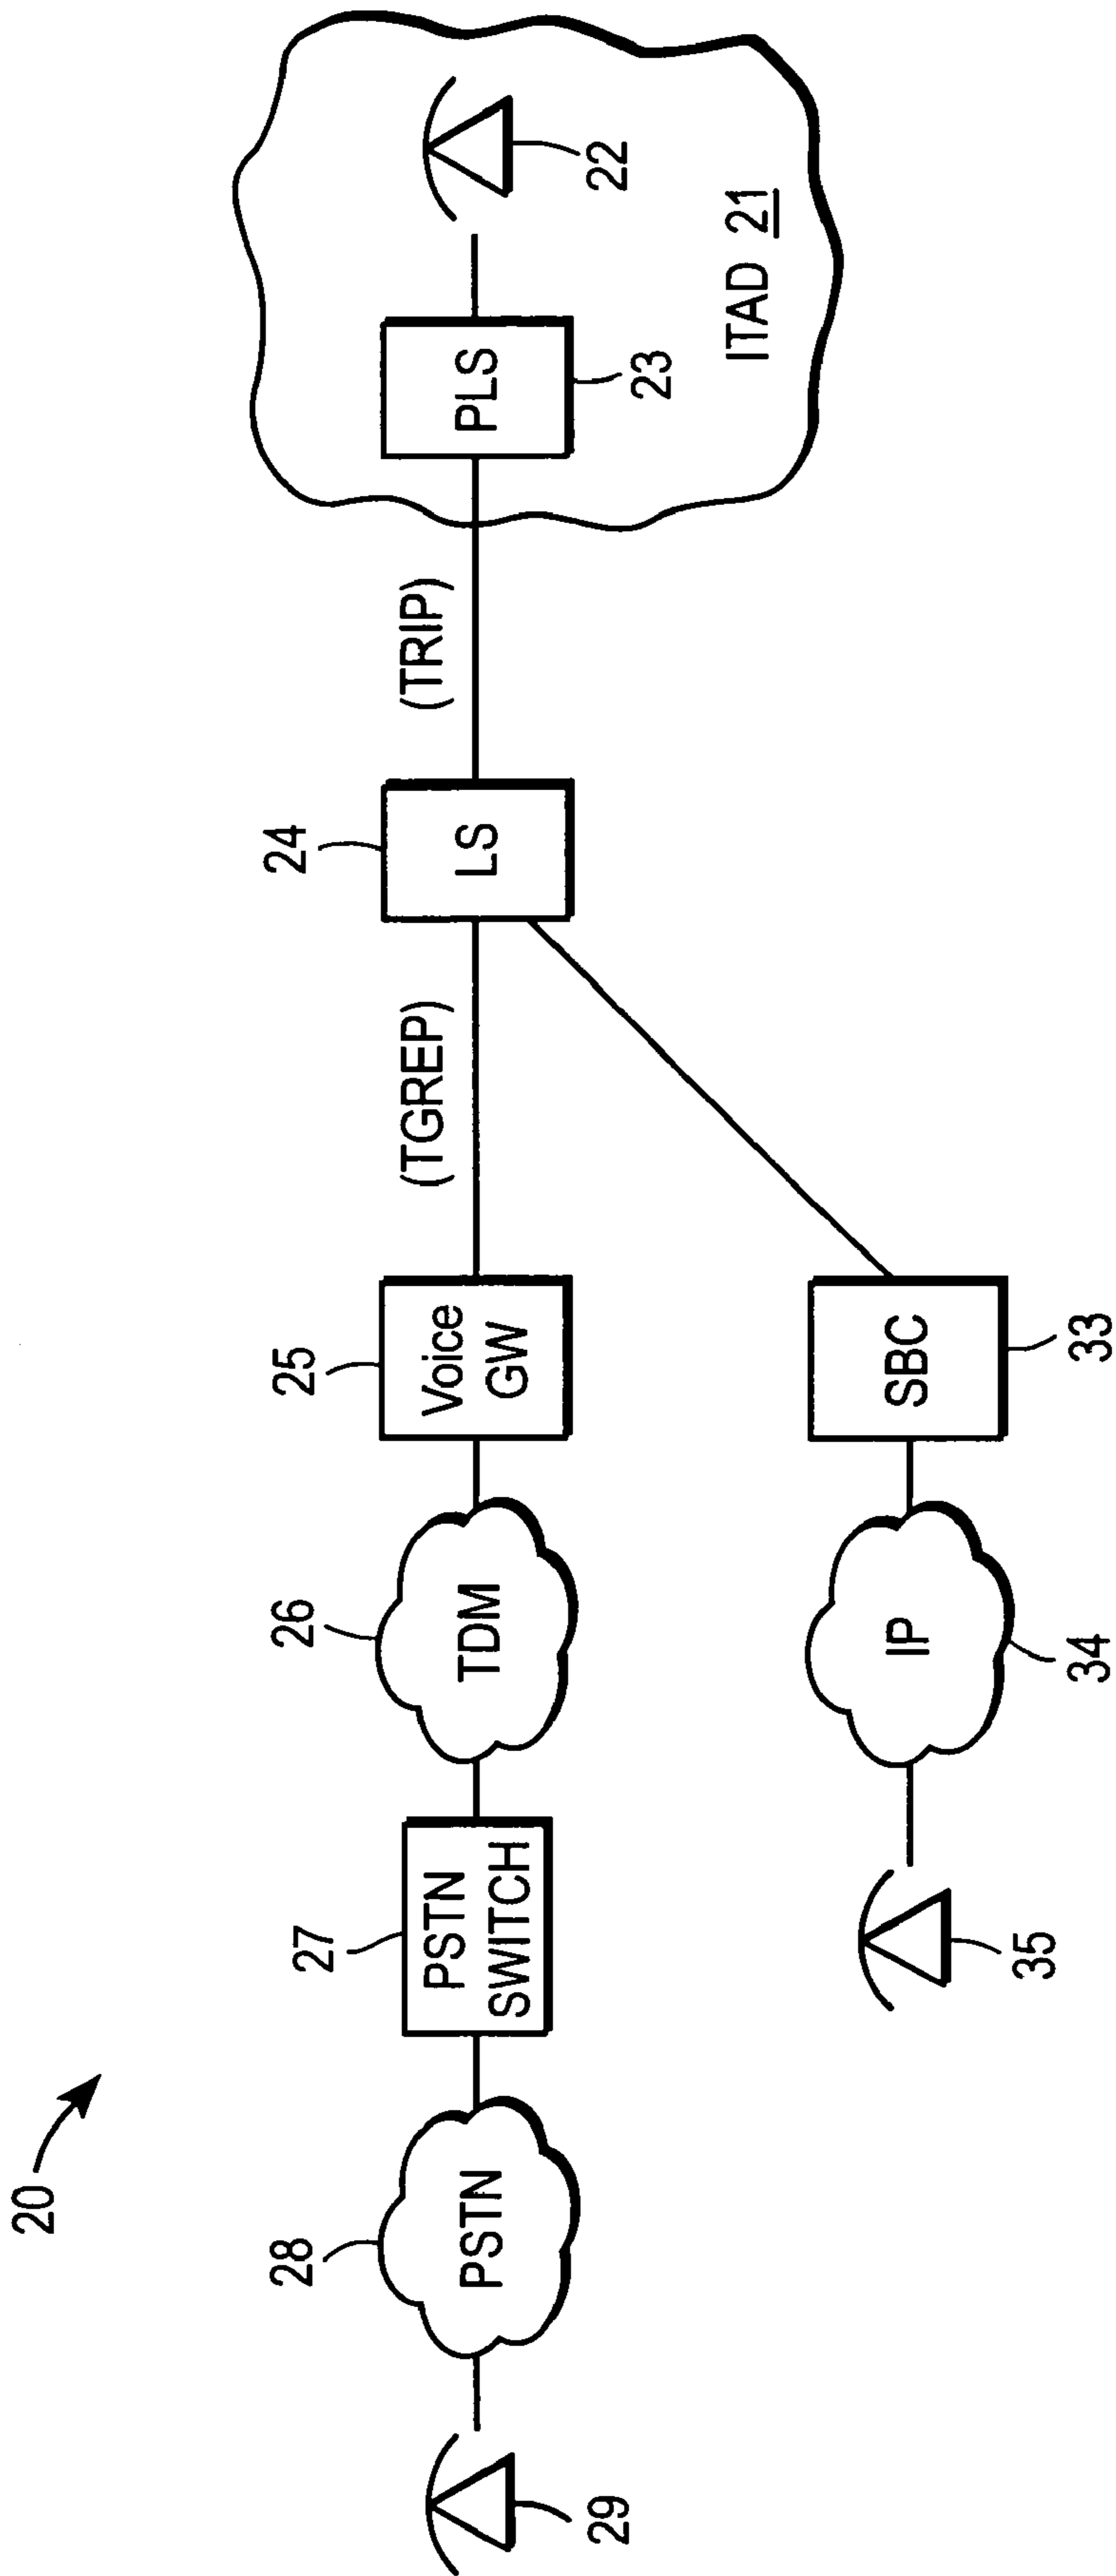 20
29
28
PSTN
27
PSTN
SWITCH
26
TDM
25
Voice
GW
(TGREP)
24
LS
(TRIP)
PLS
23
22
ITAD 21
35
IP
34
SBC
33